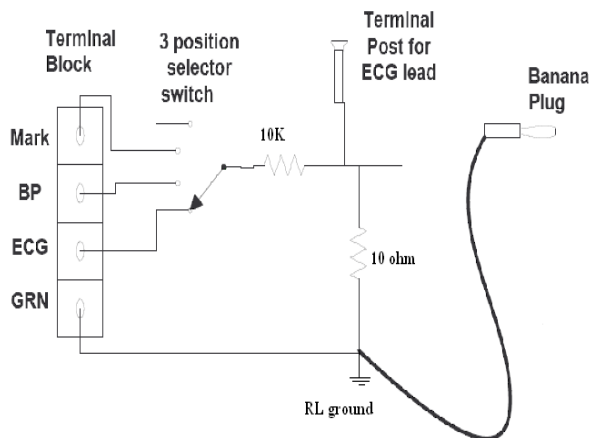 Terminal
Block
3 position
selector
switch
Terminal
Post for
ECG lead
Banana
Plug
Mark
10K
BP
ECG
10 ohm
GRN
RL ground